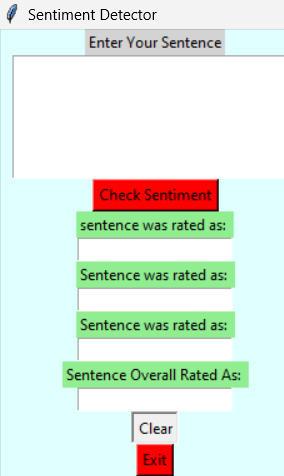 Sentiment Detector
Enter Your Sentence
Check Sentiment
sentence was rated as:
Sentence was rated as:
Sentence was rated as:
Sentence Overall Rated As:
Clear
Exit